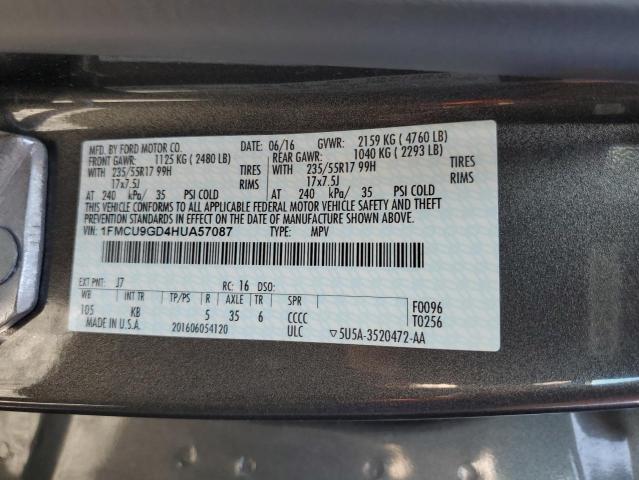 MFD. BY FORD MOTOR CO. 06/16 GVWR: 2159 KG ( 4760 LB)
FRONT GAWR: 1125 KG ( 2480 LB) REAR GAWR: 1040 KG ( 2293 LB)
235/55R17 99H TIRES 235/55R17 99H TIRES
17x7.5J RIMS 17x7.5J RIMS
AT 240 kPa/ 35 PSI COLD AT 240 kPa/ 35 PSI COLD
THIS VEHICLE CONFORMS TO ALL APPLICABLE FEDERAL MOTOR VEHICLE SAFETY AND THEFT
PREVENTION STANDARDS IN EFFECT ON THE DATE OF MANUFACTURE SHOWN ABOVE.
VIN: 1FMCU9GD4HUA57087 TYPE: MPV
EXT PNT: J7 RC: 16 DSO:
WB INT TR TP/PS R AXLE TR SPR F0096
105 KB 5 35 6 CCCC T0256
MADE IN U.S.A. 201606054120 ULC ▽5U5A-3520472-AA